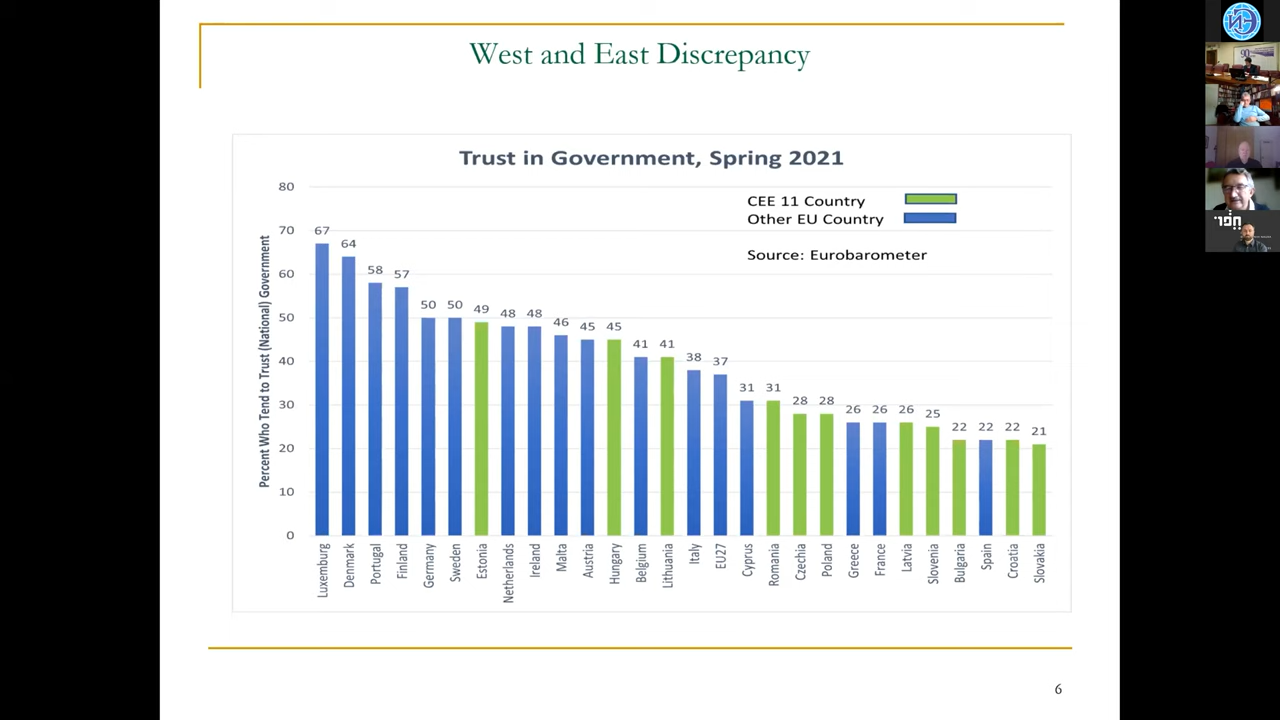 West and East Discrepancy
Trust in Government, Spring 2021
CEE 11 Country
Other EU Country
Source: Eurobarometer
Percent Who Tend to Trust (National) Government
80
70
60
50
40
30
20
10
0
67
64
58
57
50
50
49
48
48
46
45
45
41
41
38
37
31
31
28
28
26
26
26
25
22
22
22
21
Luxemburg
Denmark
Portugal
Finland
Germany
Sweden
Estonia
Netherlands
Ireland
Malta
Austria
Hungary
Belgium
Lithuania
Italy
EU27
Cyprus
Romania
Czechia
Poland
Greece
France
Latvia
Slovenia
Bulgaria
Spain
Croatia
Slovakia
6
90